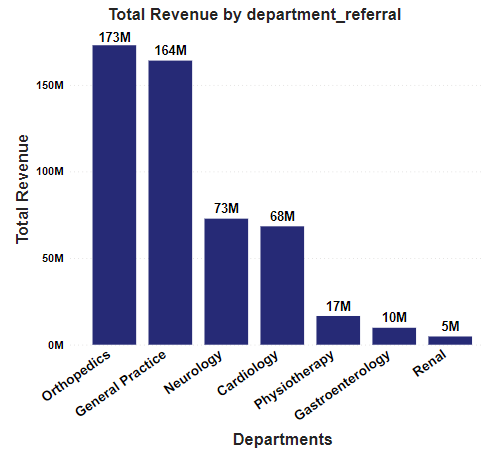 Total Revenue by department_referral
Total Revenue
150M
100M
50M
0M
173M
164M
73M
68M
17M
10M
5M
Orthopedics
General Practice
Neurology
Cardiology
Physiotherapy
Gastroenterology
Renal
Departments